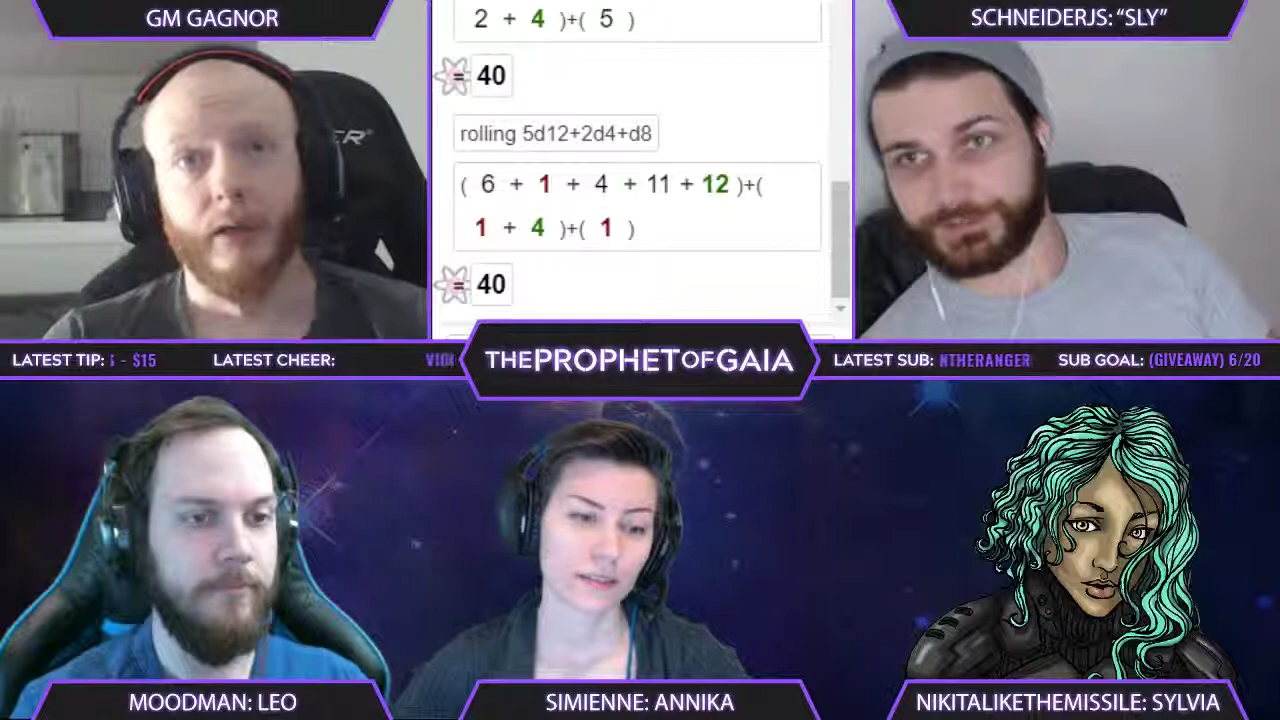 GM GAGNOR
2 + 4 )+( 5 )
= 40
rolling 5d12+2d4+d8
( 6 + 1 + 4 + 11 + 12 )+(
1 + 4 )+( 1 )
= 40
SCHNEIDERJS: “SLY”
LATEST TIP: - $15
LATEST CHEER:
THEPROPHETOFGAIA
LATEST SUB: NTHERANGER
SUB GOAL: (GIVEAWAY) 6/20
MOODMAN: LEO
SIMIENNE: ANNIKA
NIKITALIKETHEMISSILE: SYLVIA